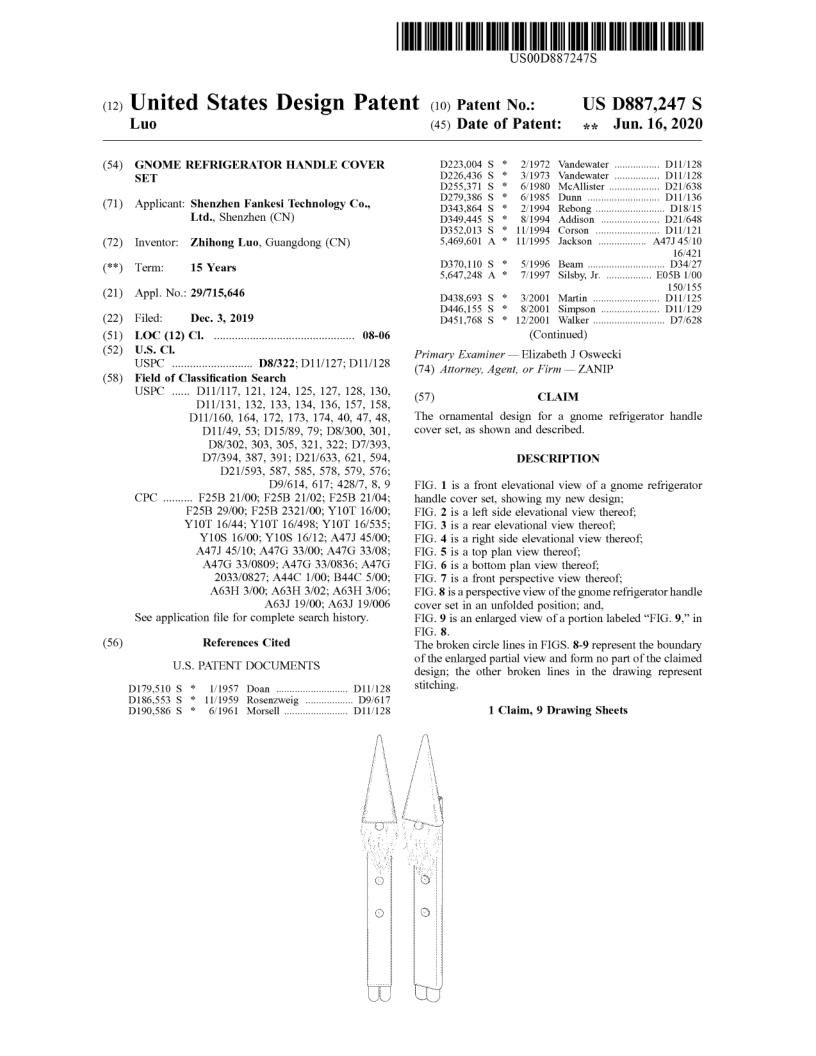 US00D887247S
(12) United States Design Patent
Luo
(10) Patent No.: US D887,247 S
(45) Date of Patent: ** Jun. 16, 2020
(54) GNOME REFRIGERATOR HANDLE COVER
SET
(71) Applicant: Shenzhen Fankesi Technology Co.,
Ltd., Shenzhen (CN)
(72) Inventor: Zhihong Luo, Guangdong (CN)
(**) Term: 15 Years
(21) Appl. No.: 29/715,646
(22) Filed: Dec. 3, 2019
(51) LOC (12) Cl. ............................................... 08-06
(52) U.S. Cl.
USPC ........................... D8/322; D11/127; D11/128
(58) Field of Classification Search
USPC ...... D11/117, 121, 124, 125, 127, 128, 130,
D11/131, 132, 133, 134, 136, 157, 158,
D11/160, 164, 172, 173, 174, 40, 47, 48,
D11/49, 53; D15/89, 79; D8/300, 301,
D8/302, 303, 305, 321, 322; D7/393,
D7/394, 387, 391; D21/633, 621, 594,
D21/593, 587, 585, 578, 579, 576;
D9/614, 617; 428/7, 8, 9
CPC .......... F25B 21/00; F25B 21/02; F25B 21/04;
F25B 29/00; F25B 2321/00; Y10T 16/00;
Y10T 16/44; Y10T 16/498; Y10T 16/535;
Y10S 16/00; Y10S 16/12; A47J 45/00;
A47J 45/10; A47G 33/00; A47G 33/08;
A47G 33/0809; A47G 33/0836; A47G
2033/0827; A44C 1/00; B44C 5/00;
A63H 3/00; A63H 3/02; A63H 3/06;
A63J 19/00; A63J 19/006
See application file for complete search history.
(56) References Cited
U.S. PATENT DOCUMENTS
D179,510 S * 1/1957 Doan ......................... D11/128
D186,553 S * 11/1959 Rosenzweig ................. D9/617
D190,586 S * 6/1961 Morsell ....................... D11/128
D223,004 S * 2/1972 Vandewater ................ D11/128
D226,436 S * 3/1973 Vandewater ................ D11/128
D255,371 S * 6/1980 McAllister .................. D21/638
D279,386 S * 6/1985 Dunn .......................... D11/136
D343,864 S * 2/1994 Rebong ......................... D18/15
D349,445 S * 8/1994 Addison ..................... D21/648
D352,013 S * 11/1994 Corson ....................... D11/121
5,469,601 A * 11/1995 Jackson ................. A47J 45/10
16/421
D370,110 S * 5/1996 Beam ............................ D34/27
5,647,248 A * 7/1997 Silsby, Jr. ................ E05B 1/00
150/155
D438,693 S * 3/2001 Martin ........................ D11/125
D446,155 S * 8/2001 Simpson ..................... D11/129
D451,768 S * 12/2001 Walker .......................... D7/628
(Continued)
Primary Examiner — Elizabeth J Oswecki
(74) Attorney, Agent, or Firm — ZANIP
(57) CLAIM
The ornamental design for a gnome refrigerator handle
cover set, as shown and described.
DESCRIPTION
FIG. 1 is a front elevational view of a gnome refrigerator
handle cover set, showing my new design;
FIG. 2 is a left side elevational view thereof;
FIG. 3 is a rear elevational view thereof;
FIG. 4 is a right side elevational view thereof;
FIG. 5 is a top plan view thereof;
FIG. 6 is a bottom plan view thereof;
FIG. 7 is a front perspective view thereof;
FIG. 8 is a perspective view of the gnome refrigerator handle
cover set in an unfolded position; and,
FIG. 9 is an enlarged view of a portion labeled “FIG. 9,” in
FIG. 8.
The broken circle lines in FIGS. 8-9 represent the boundary
of the enlarged partial view and form no part of the claimed
design; the other broken lines in the drawing represent
stitching.
1 Claim, 9 Drawing Sheets